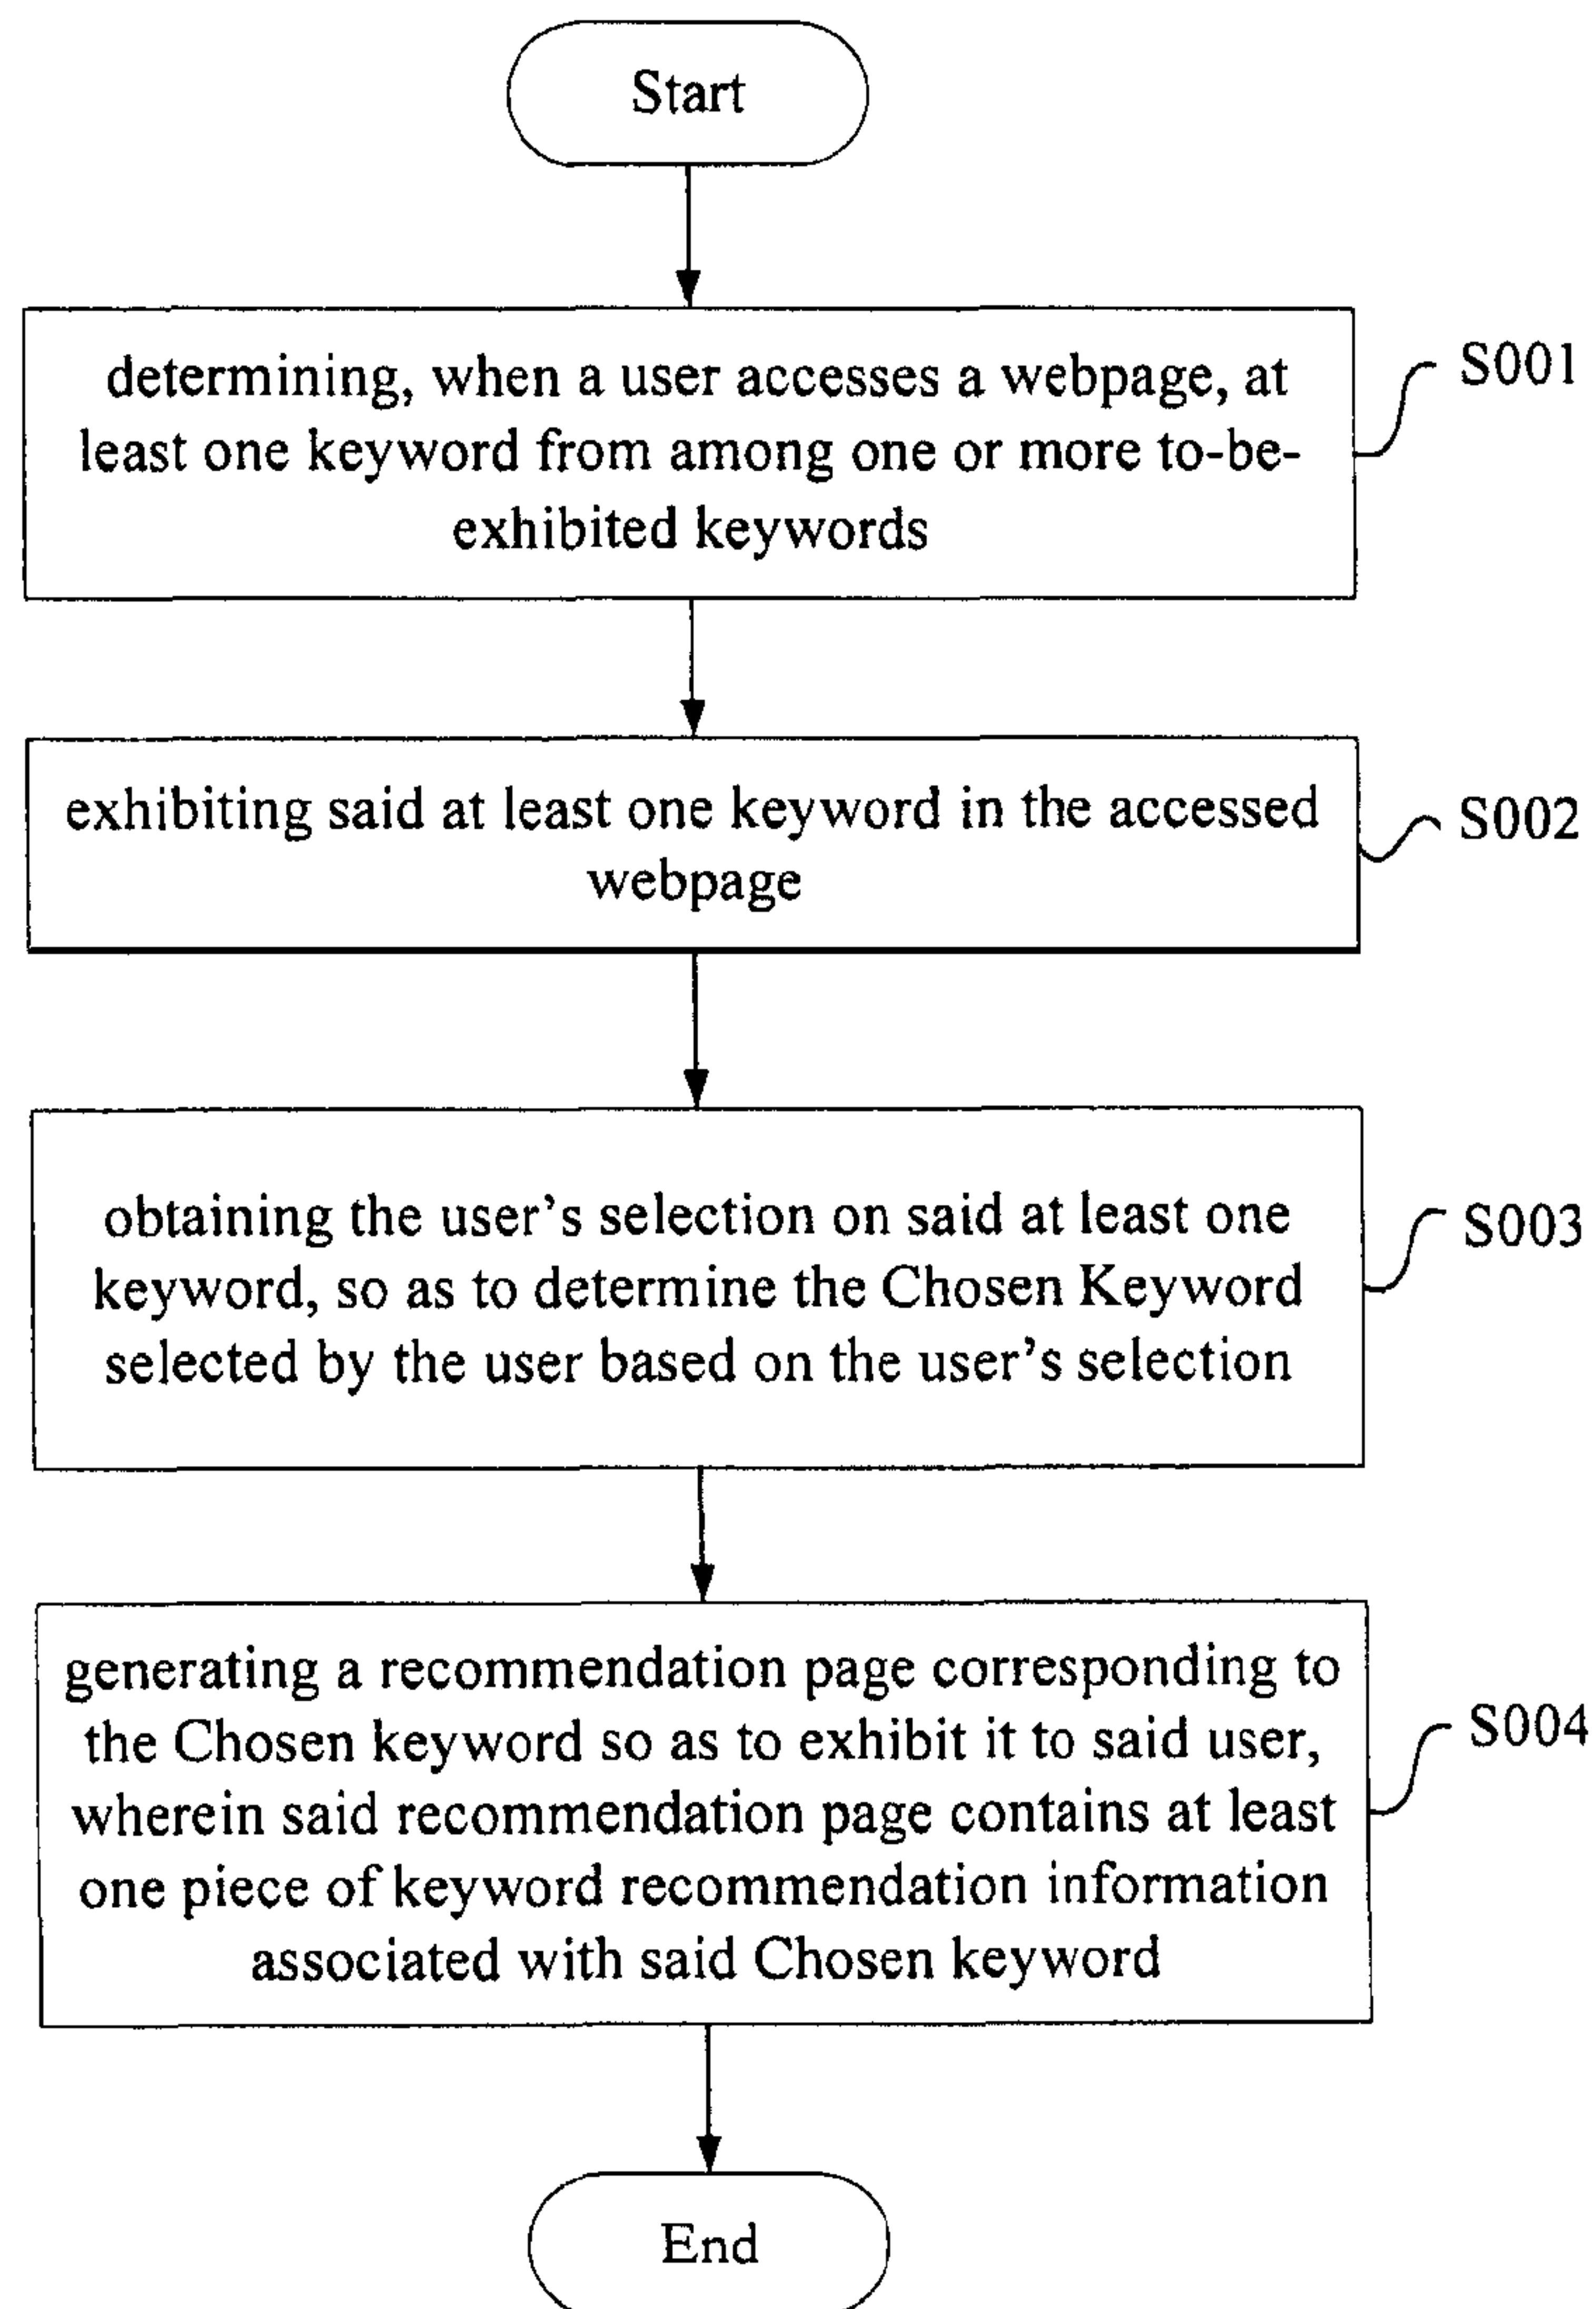 Start
determining, when a user accesses a webpage, at
least one keyword from among one or more to-be-
exhibited keywords
S001
exhibiting said at least one keyword in the accessed
webpage
S002
obtaining the user’s selection on said at least one
keyword, so as to determine the Chosen Keyword
selected by the user based on the user’s selection
S003
generating a recommendation page corresponding to
the Chosen keyword so as to exhibit it to said user,
wherein said recommendation page contains at least
one piece of keyword recommendation information
associated with said Chosen keyword
S004
End